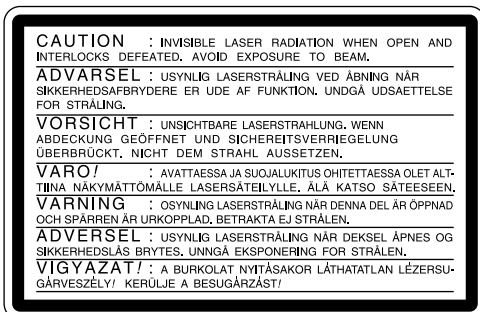 CAUTION : INVISIBLE LASER RADIATION WHEN OPEN AND
INTERLOCKS DEFEATED. AVOID EXPOSURE TO BEAM.
ADVARSEL : USYNLIG LASERSTRÅLING VED ÅBNING NÅR
SIKKERHEDSAFBRYDERE ER UDE AF FUNKTION. UNDGÅ UDSAETTELSE
FOR STRÅLING.
VORSICHT : UNSICHTBARE LASERSTRAHLUNG. WENN
ABDECKUNG GEÖFFNET UND SICHEREITSVERRIEGELUNG
ÜBERBRÜCKT. NICHT DEM STRAHL AUSSETZEN.
VARO! : AVATTAESSA JA SUOJALUKITUS OHITETTAESSA OLET ALT-
TIINA NÄKYMÄTTÖMÄLLE LASERSÄTEILYLLE. ÄLÄ KATSO SÄTEESEEN.
VARNING : OSYNLING LASERSTRÅLNING NÅR DENNA DEL ÄR ÖPPNAD
OCH SPÄRREN ÄR URKOPPLAD. BETRAKTA EJ STRÅLEN.
ADVERSEL : USYNLIG LASERSTRÅLING NÅR DEKSEL ÅPNES OG
SIKKERHEDSLÅS BRYTES. UNNGÅ EKSPONERING FOR STRÅLEN.
VIGYAZAT! : A BURKOLAT NYITÁSAKOR LÁTHATATLAN LÉZERSU-
GÁRVESZÉLY! KERÜLJE A BESUGÁRZÁST!